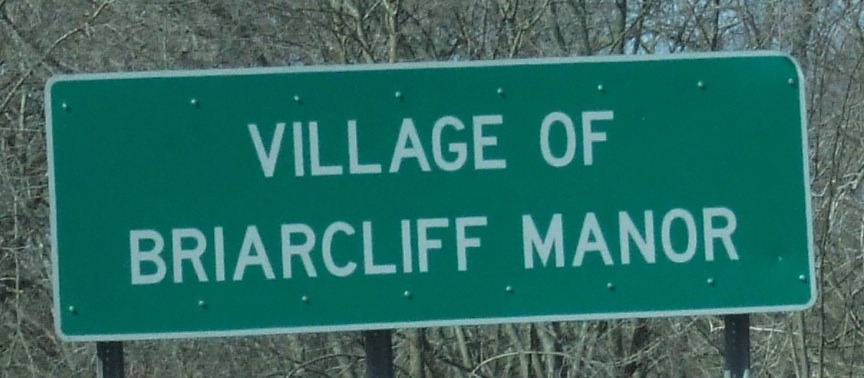 VILLAGE OF
BRIARCLIFF MANOR